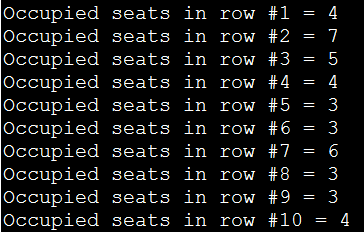 Occupied seats in row #1 = 4
Occupied seats in row #2 = 7
Occupied seats in row #3 = 5
Occupied seats in row #4 = 4
Occupied seats in row #5 = 3
Occupied seats in row #6 = 3
Occupied seats in row #7 = 6
Occupied seats in row #8 = 3
Occupied seats in row #9 = 3
Occupied seats in row #10 = 4